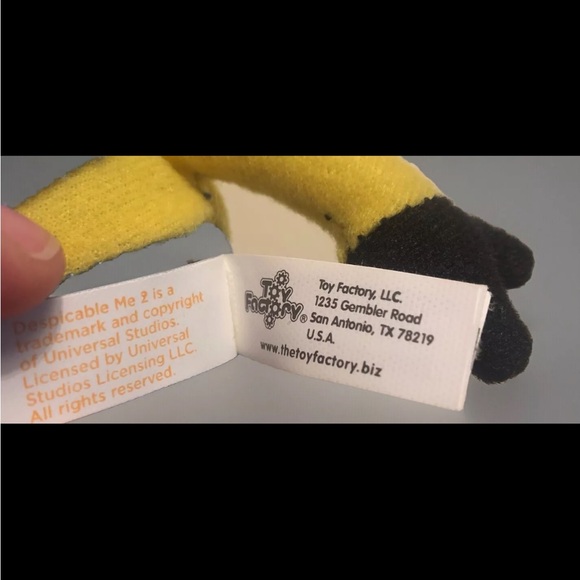 Despicable Me 2 is a
trademark and copyright
of Universal Studios.
Licensed by Universal
Studios Licensing LLC.
All rights reserved.
TOY
FACTORY®
Toy Factory, LLC.
1235 Gembler Road
San Antonio, TX 78219
U.S.A.
www.thetoyfactory.biz